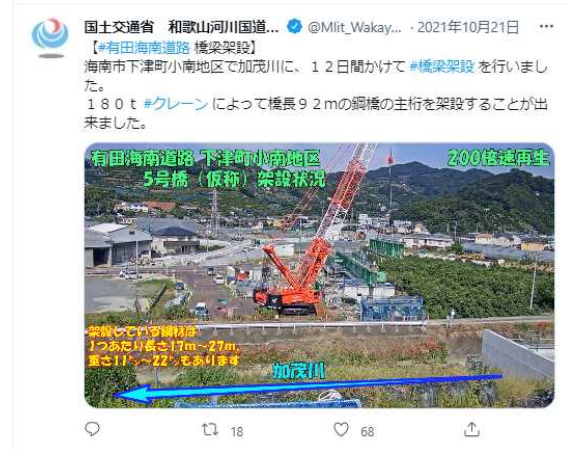 国土交通省 和歌山河川国道... @Mlit_Wakay... · 2021年10月21日
【#有田海南道路 橋梁架設】
海南市下津町小南地区で加茂川に、１２日間かけて #橋梁架設 を行いまし
た。
１８０ｔ #クレーン によって橋長９２ｍの鋼橋の主桁を架設することが出
来ました。
有田海南道路 下津町小南地区
5号橋（仮称）架設状況
200倍速再生
架設している鋼材は
1つあたり長さ17m～27m,
重さ11㌧～22㌧もあります
加茂川
18
68